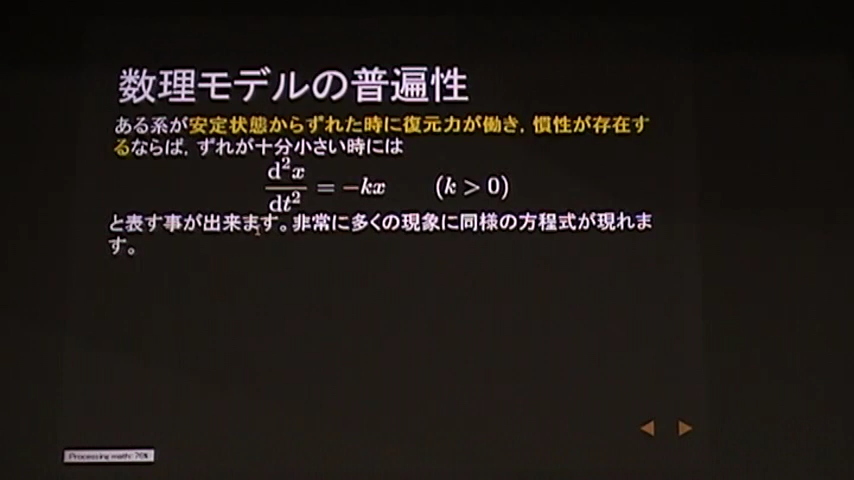 数理モデルの普遍性
ある系が安定状態からずれた時に復元力が働き，慣性が存在す
るならば，ずれが十分小さい時には
d²x/dt² = −kx (k > 0)
と表す事が出来ます。非常に多くの現象に同様の方程式が現れま
す。
Processing math: 76%